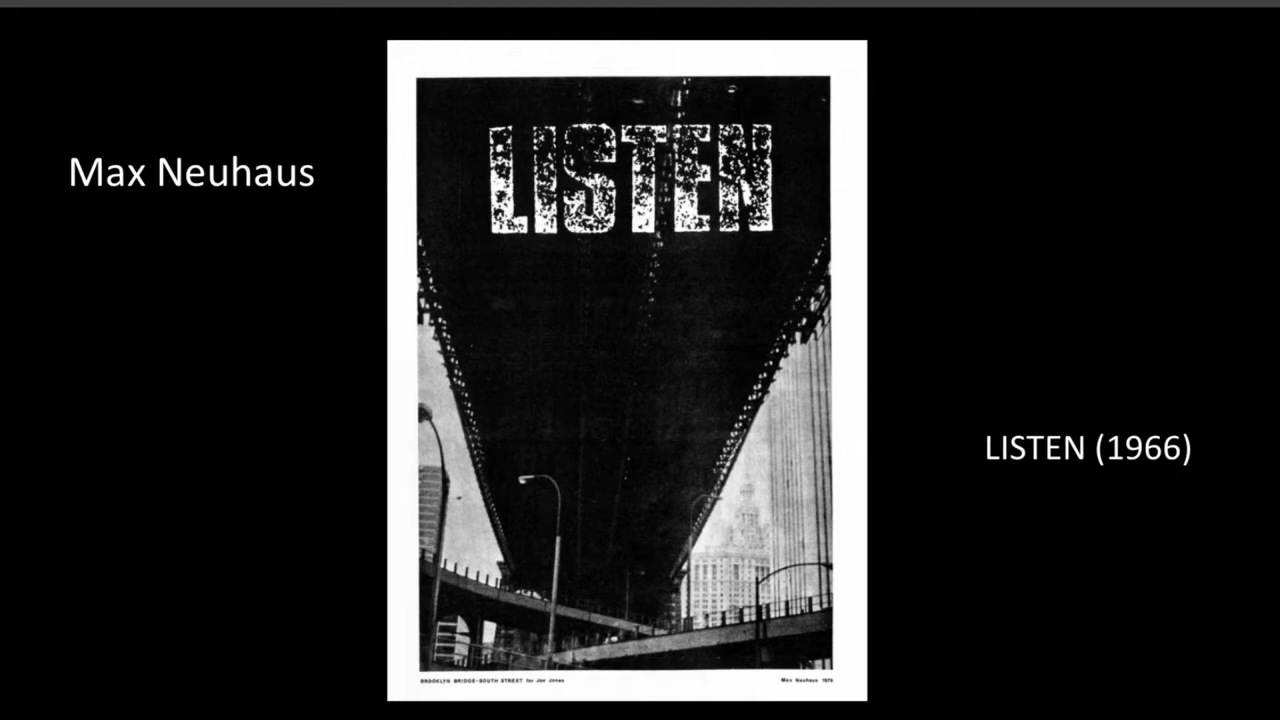 Max Neuhaus
LISTEN
LISTEN (1966)
BROOKLYN BRIDGE-SOUTH STREET for Joe Jones
Max Neuhaus 1976